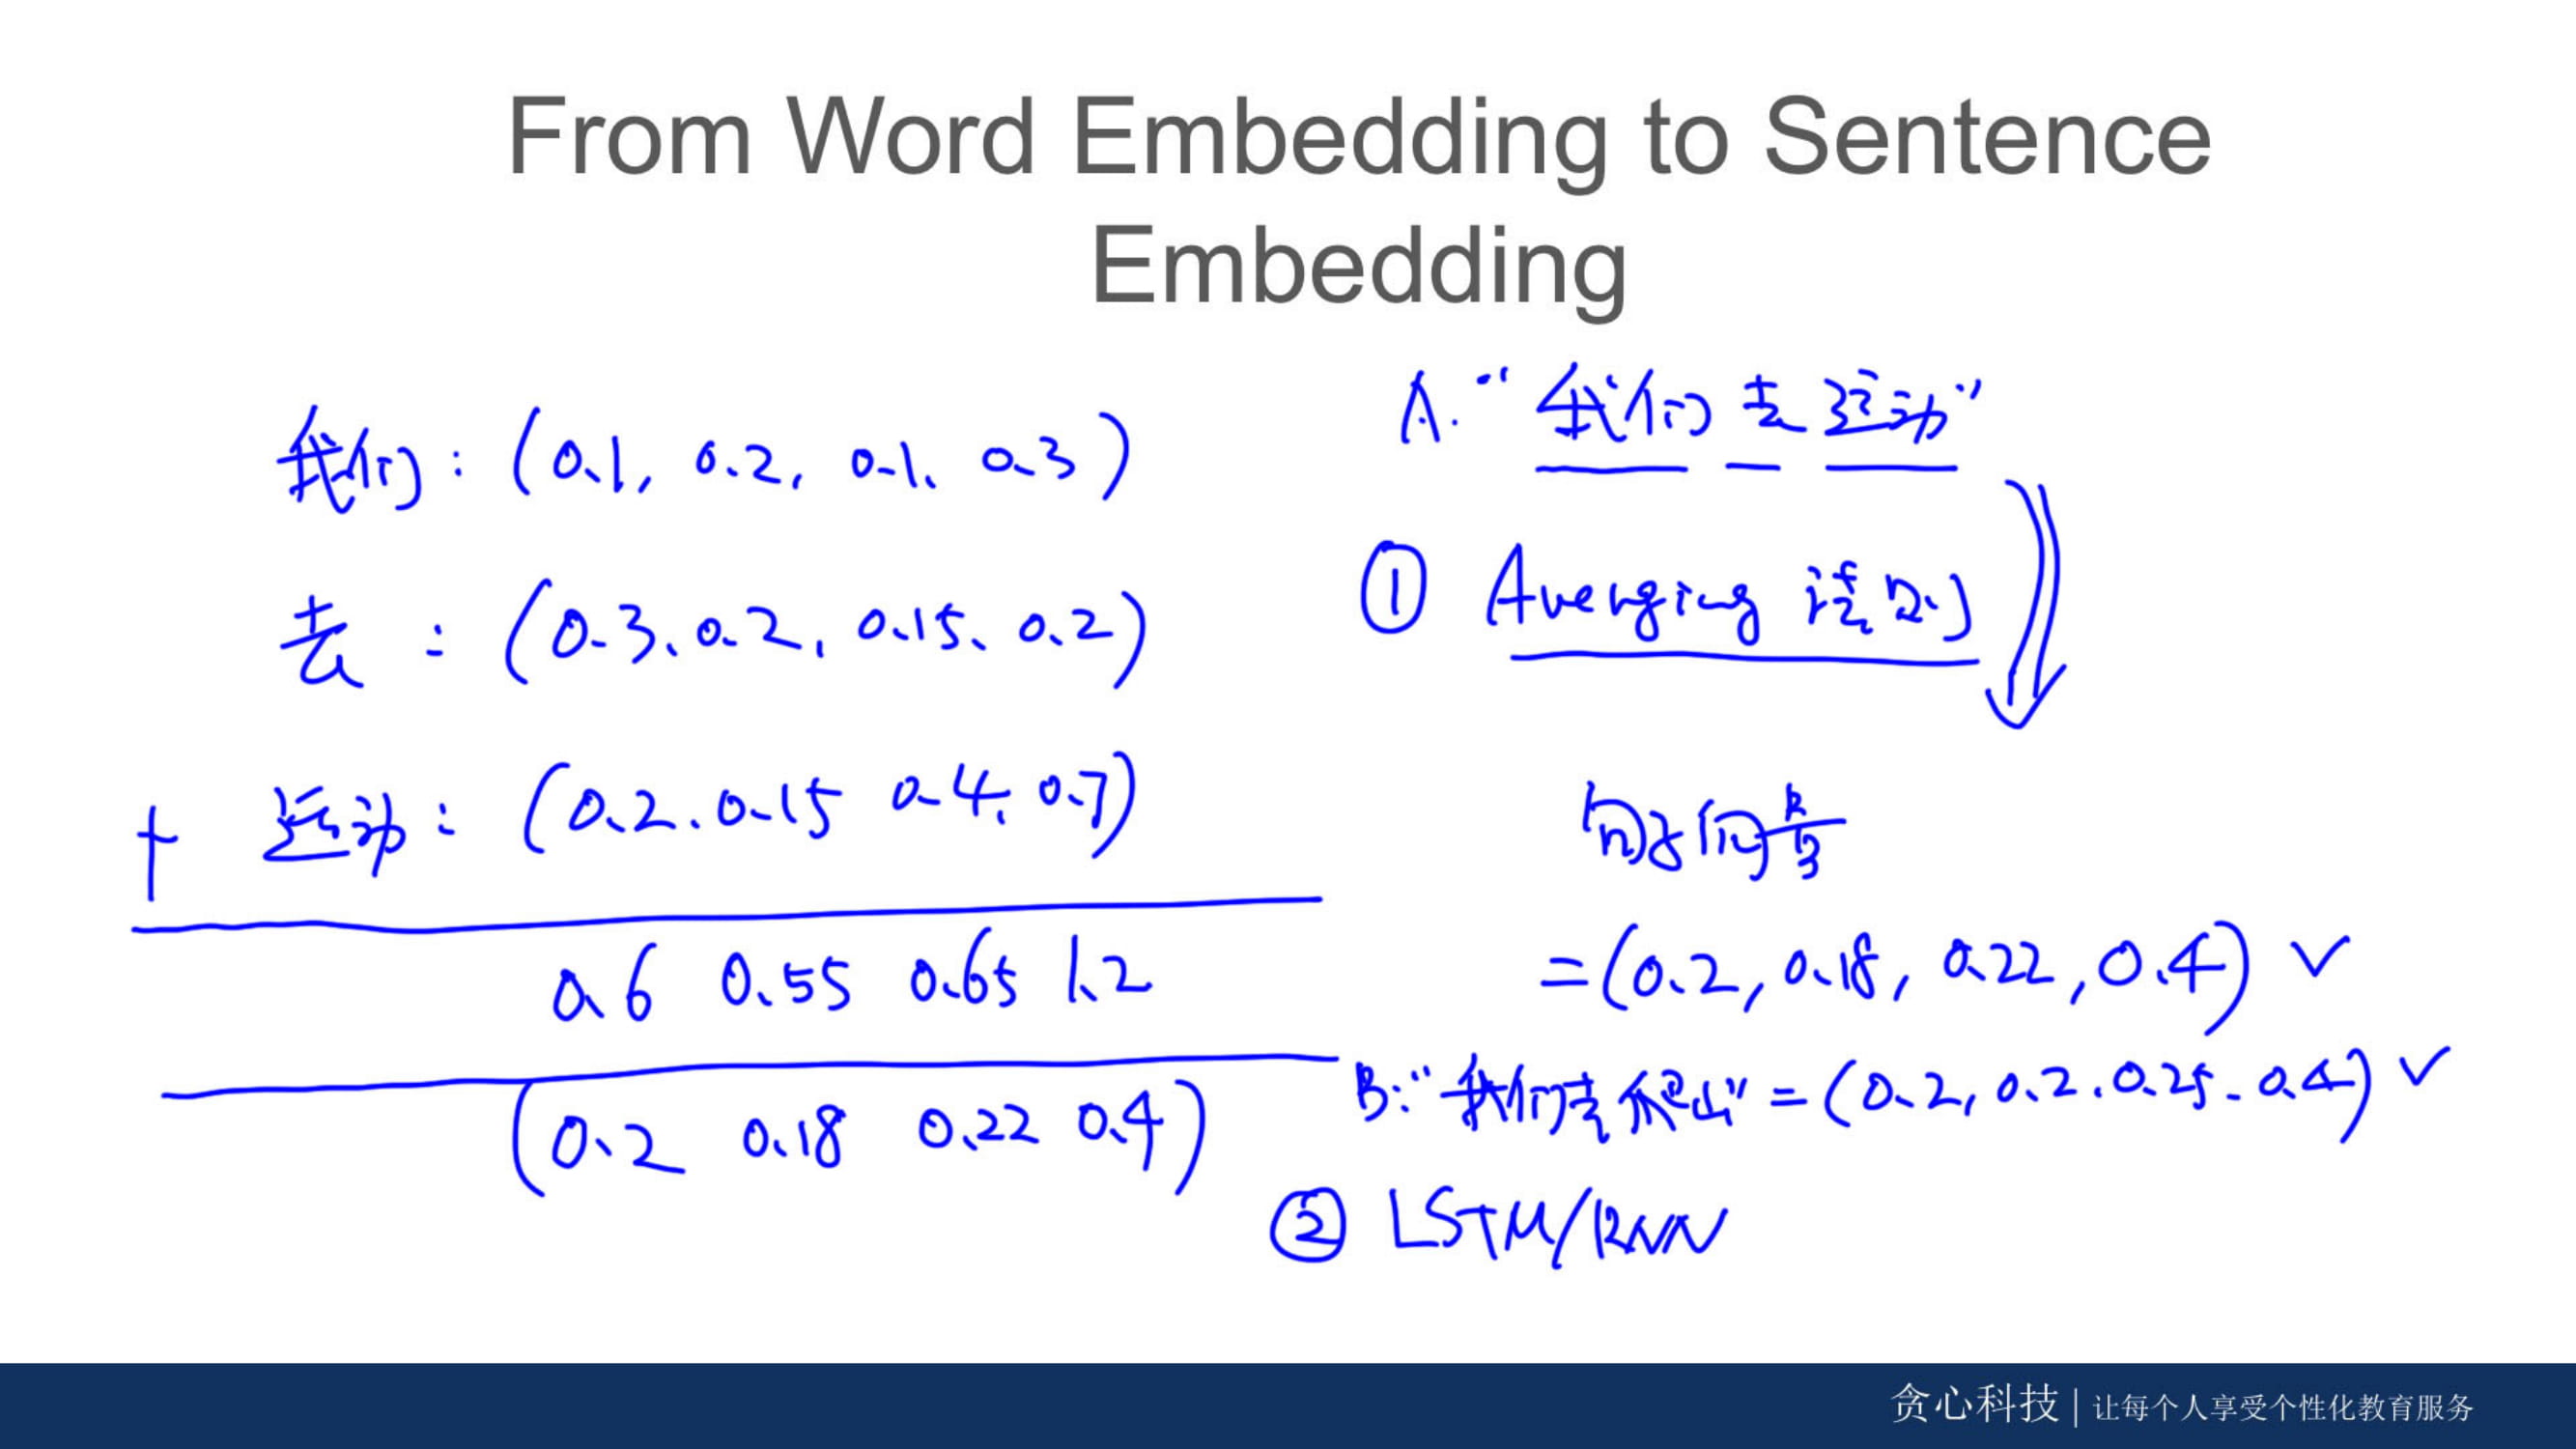 From Word Embedding to Sentence
Embedding
我们: (0.1, 0.2, 0.1, 0.3)
去 : (0.3, 0.2, 0.15, 0.2)
+ 运动: (0.2, 0.15 0.4, 0.7)
0.6 0.55 0.65 1.2
(0.2 0.18 0.22 0.4)
A. "我们 去 运动"
① Averaging 法则
句子向量
=(0.2, 0.18, 0.22, 0.4) ✓
B: "我们去爬山" = (0.2, 0.2, 0.25, 0.4) ✓
② LSTM/RNN
贪心科技 | 让每个人享受个性化教育服务